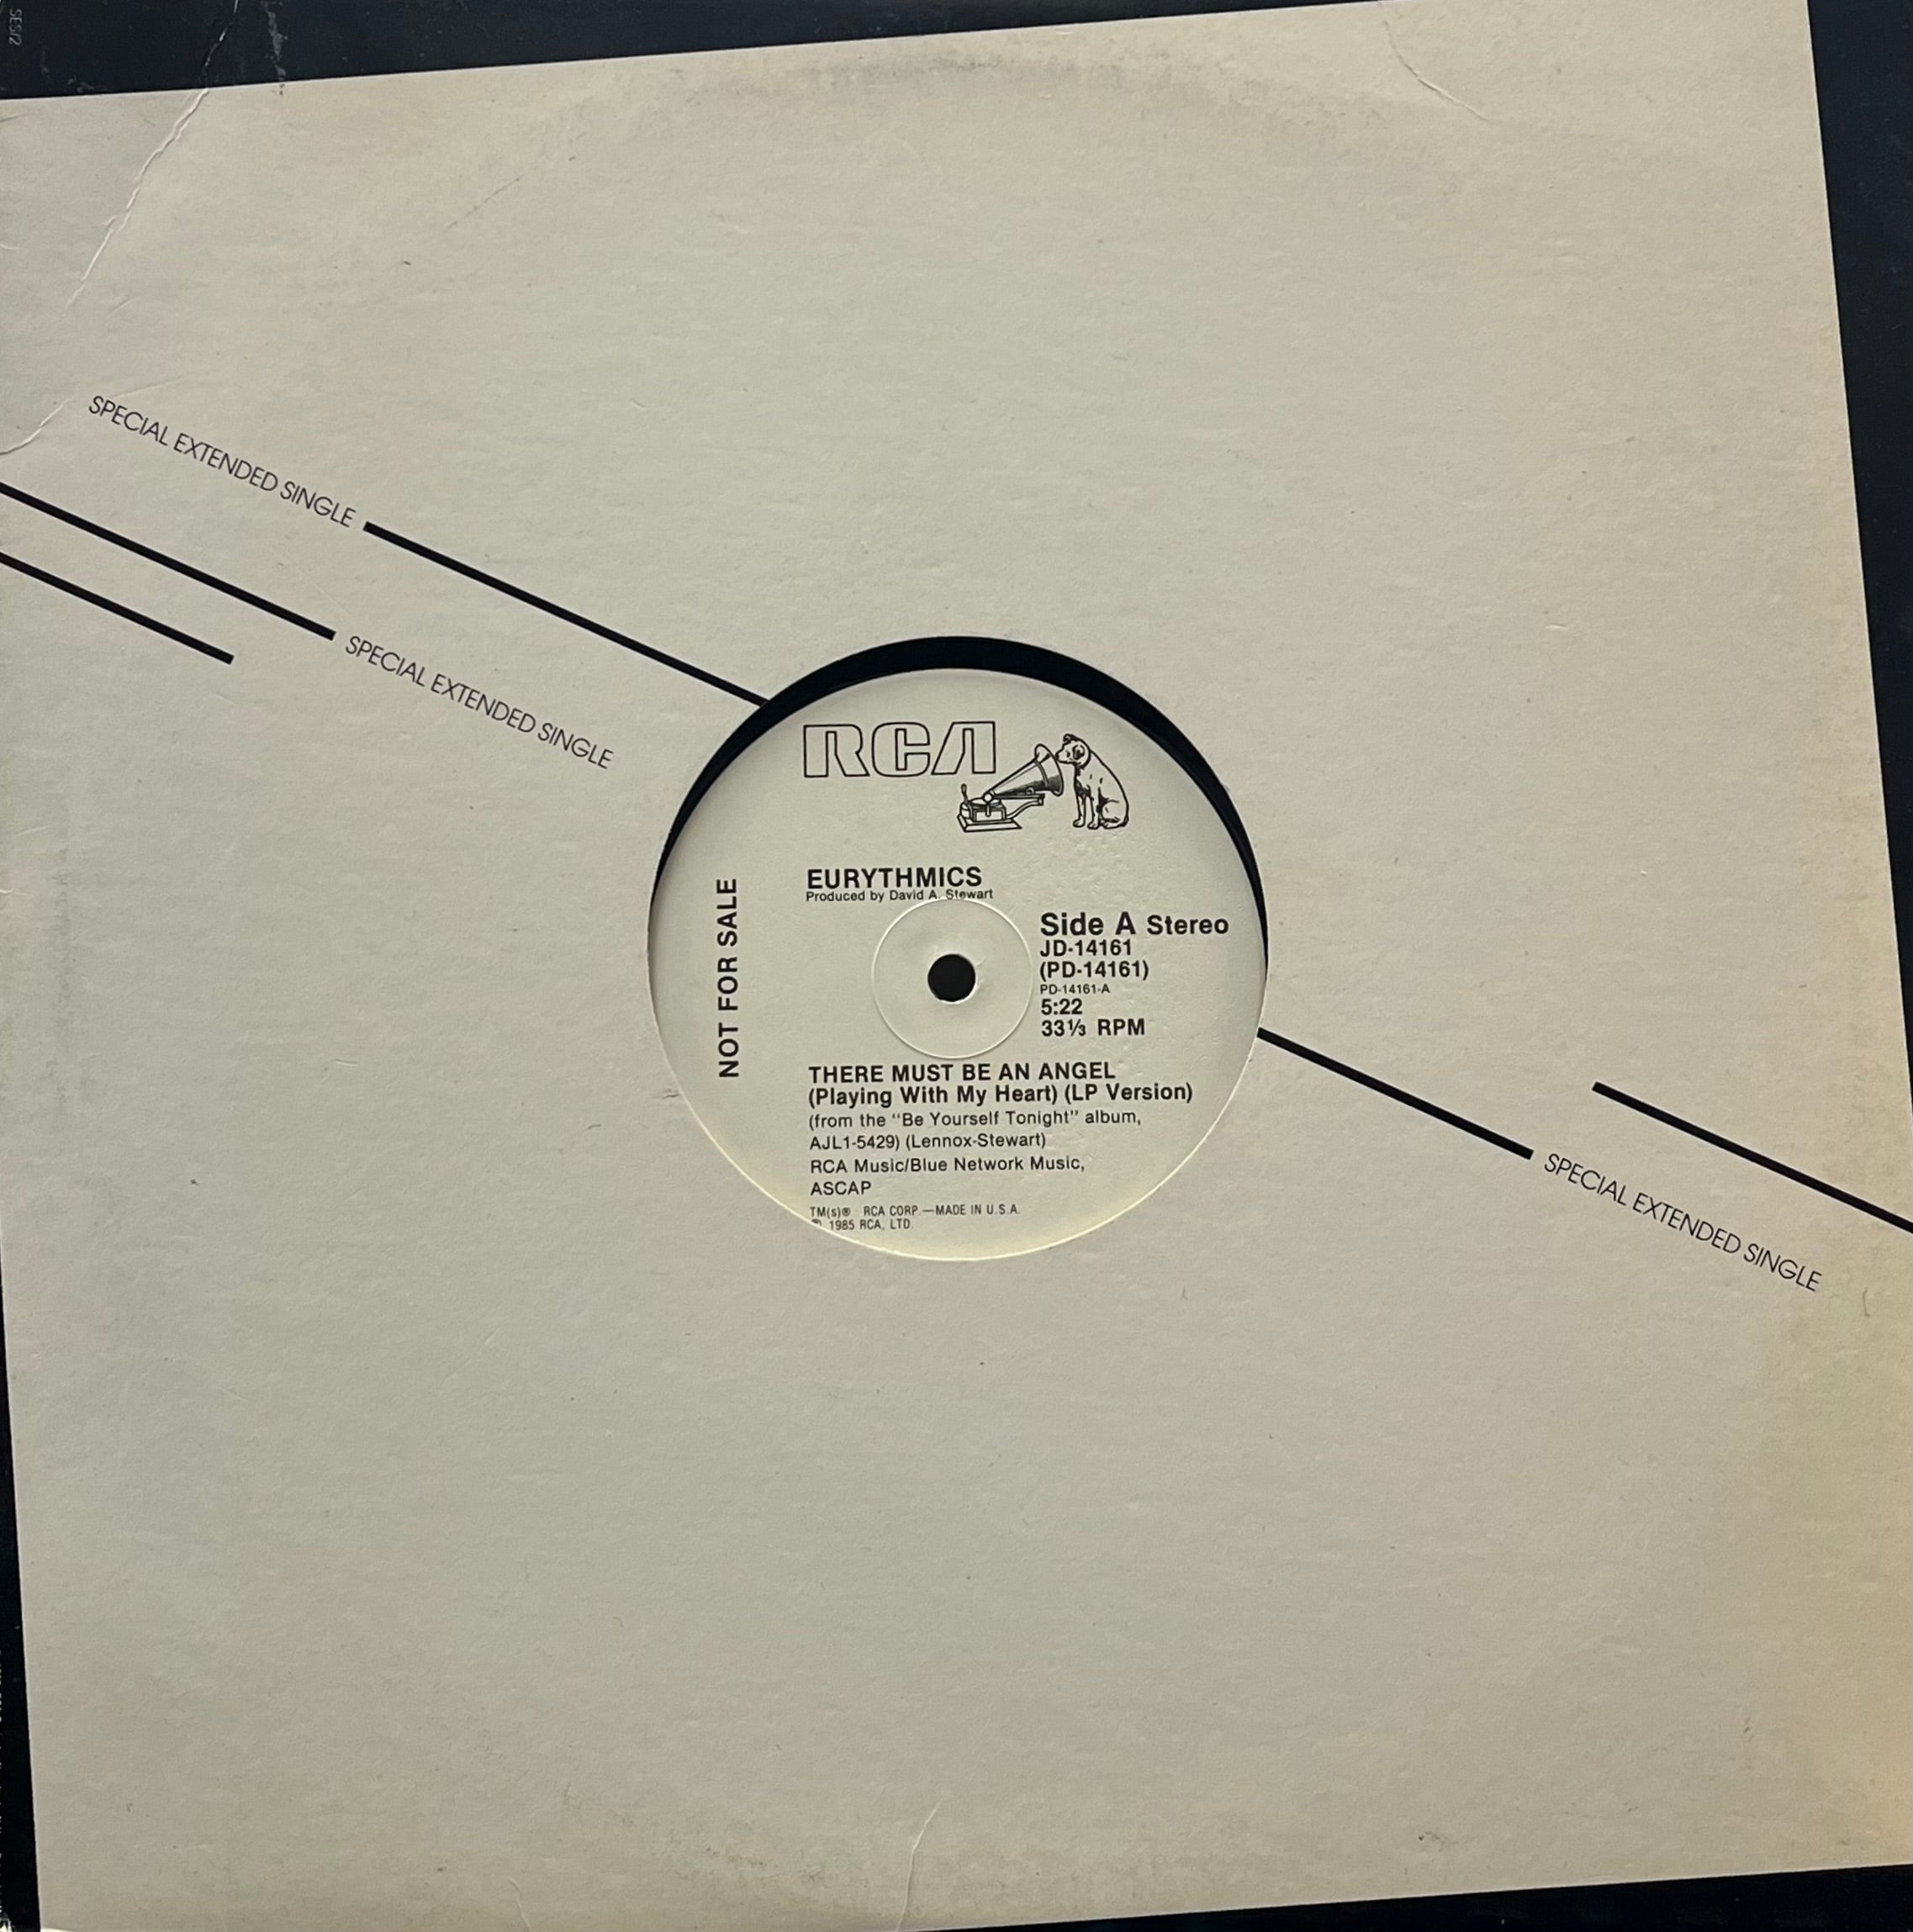 SES/2
SPECIAL EXTENDED SINGLE
SPECIAL EXTENDED SINGLE
RCA
EURYTHMICS
Produced by David A. Stewart
NOT FOR SALE
Side A Stereo
JD-14161
(PD-14161)
PD-14161-A
5:22
33⅓ RPM
THERE MUST BE AN ANGEL
(Playing With My Heart) (LP Version)
(from the "Be Yourself Tonight" album,
AJL1-5429) (Lennox-Stewart)
RCA Music/Blue Network Music,
ASCAP
TM(s)® RCA CORP.—MADE IN U.S.A.
℗ 1985 RCA, LTD.
SPECIAL EXTENDED SINGLE